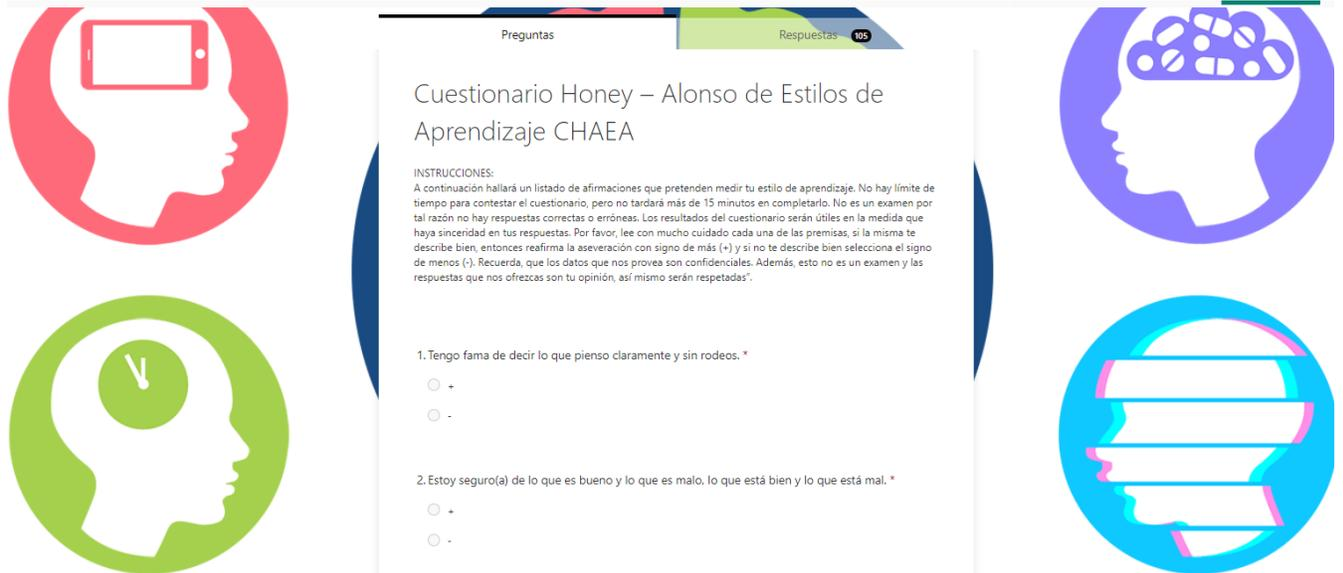 Preguntas
Respuestas 105
Cuestionario Honey – Alonso de Estilos de
Aprendizaje CHAEA
INSTRUCCIONES:
A continuación hallará un listado de afirmaciones que pretenden medir tu estilo de aprendizaje. No hay límite de
tiempo para contestar el cuestionario, pero no tardará más de 15 minutos en completarlo. No es un examen por
tal razón no hay respuestas correctas o erróneas. Los resultados del cuestionario serán útiles en la medida que
haya sinceridad en tus respuestas. Por favor, lee con mucho cuidado cada una de las premisas, si la misma te
describe bien, entonces reafirma la aseveración con signo de más (+) y si no te describe bien selecciona el signo
de menos (-). Recuerda, que los datos que nos provea son confidenciales. Además, esto no es un examen y las
respuestas que nos ofrezcas son tu opinión, así mismo serán respetadas”.
1. Tengo fama de decir lo que pienso claramente y sin rodeos. *
+
-
2. Estoy seguro(a) de lo que es bueno y lo que es malo, lo que está bien y lo que está mal. *
+
-